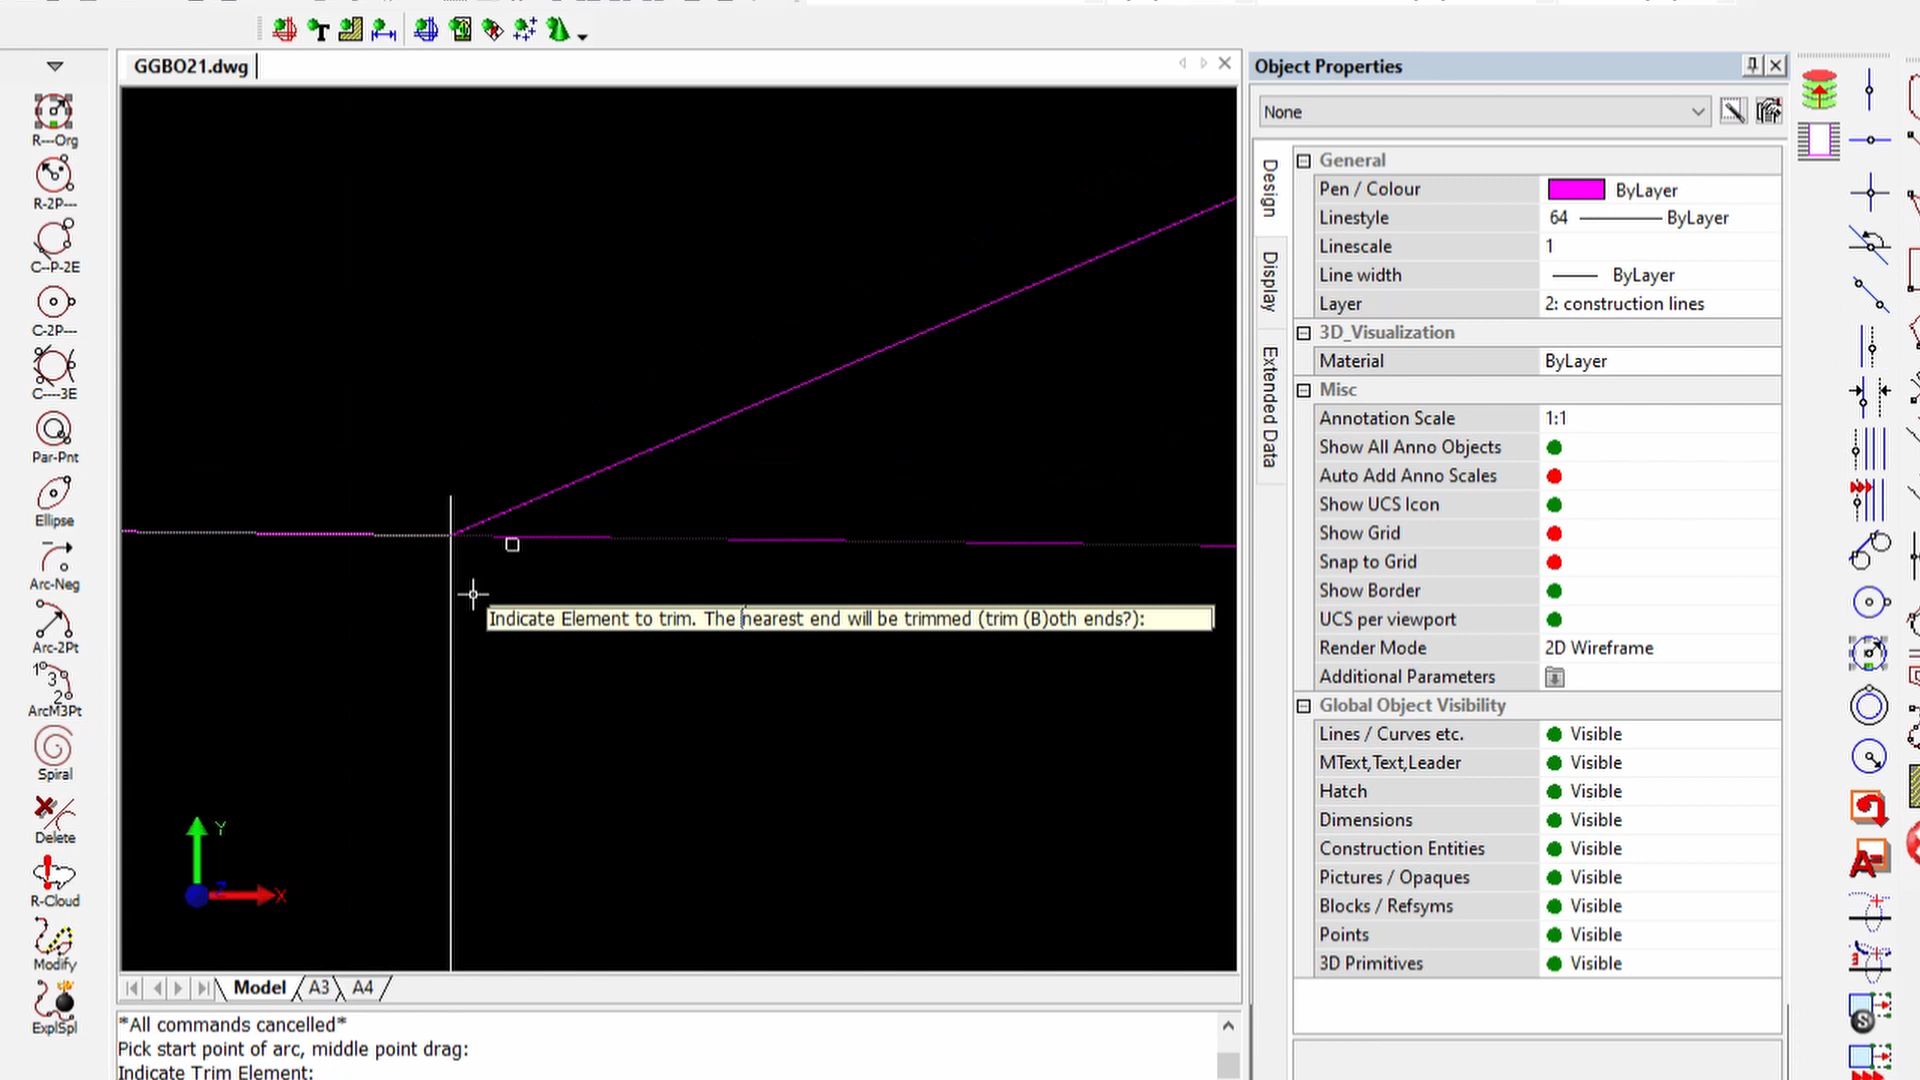 GGBO21.dwg
Object Properties
None
R---Org
R-2P---
C--P-2E
C-2P---
C----3E
Par-Pnt
Ellipse
Arc-Neg
Arc-2Pt
ArcM3Pt
Spiral
Delete
R-Cloud
Modify
ExplSpl
Indicate Element to trim. The nearest end will be trimmed (trim (B)oth ends?):
Y
Z
X
Model
A3
A4
*All commands cancelled*
Pick start point of arc, middle point drag:
Indicate Trim Element:
Design
Display
Extended Data
General
Pen / Colour ByLayer
Linestyle 64 ByLayer
Linescale 1
Line width ByLayer
Layer 2: construction lines
3D_Visualization
Material ByLayer
Misc
Annotation Scale 1:1
Show All Anno Objects
Auto Add Anno Scales
Show UCS Icon
Show Grid
Snap to Grid
Show Border
UCS per viewport
Render Mode 2D Wireframe
Additional Parameters
Global Object Visibility
Lines / Curves etc. Visible
MText,Text,Leader Visible
Hatch Visible
Dimensions Visible
Construction Entities Visible
Pictures / Opaques Visible
Blocks / Refsyms Visible
Points Visible
3D Primitives Visible